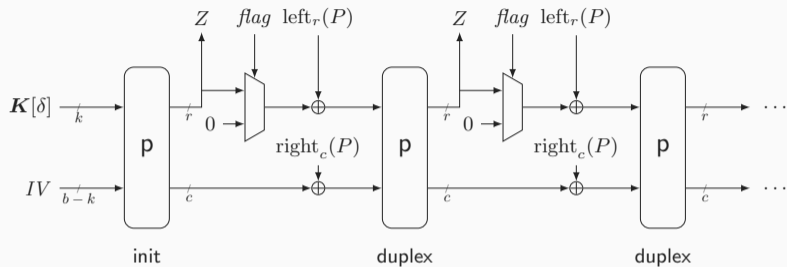 Z flag left_r(P) Z flag left_r(P)
K[δ] k r r r ...
0 0
p right_c(P) p right_c(P) p
IV b − k c c c ...
init duplex duplex